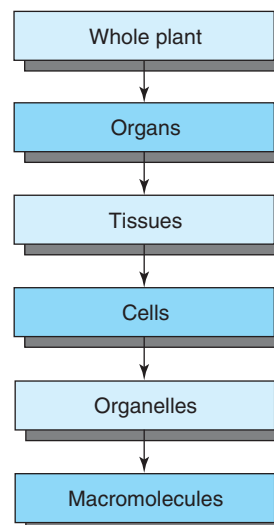 Whole plant
Organs
Tissues
Cells
Organelles
Macromolecules